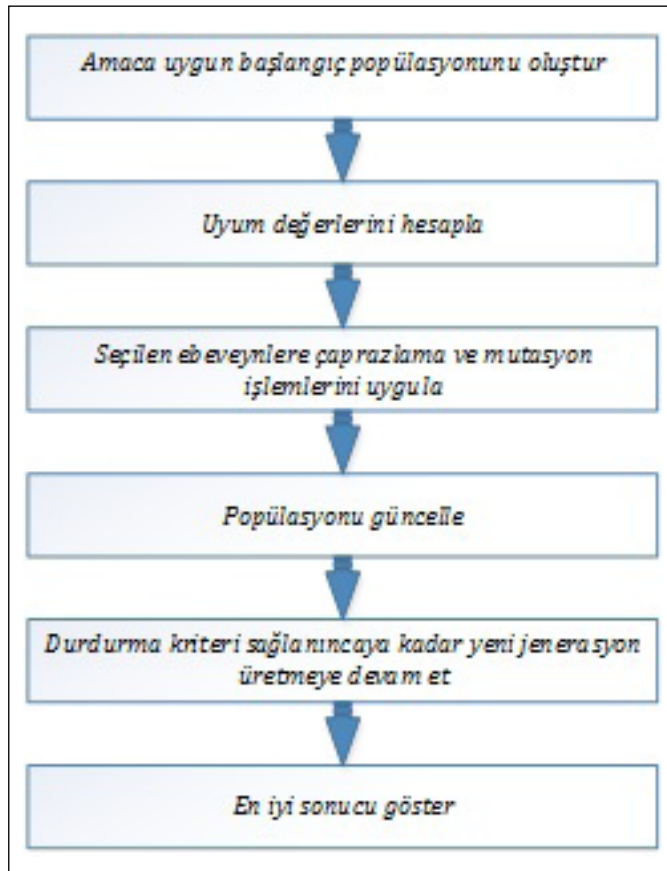 Amaca uygun başlangıç popülasyonunu oluştur
Uyum değerlerini hesapla
Seçilen ebeveynlere çaprazlama ve mutasyon
işlemlerini uygula
Popülasyonu güncelle
Durdurma kriteri sağlanıncaya kadar yeni jenerasyon
üretmeye devam et
En iyi sonucu göster